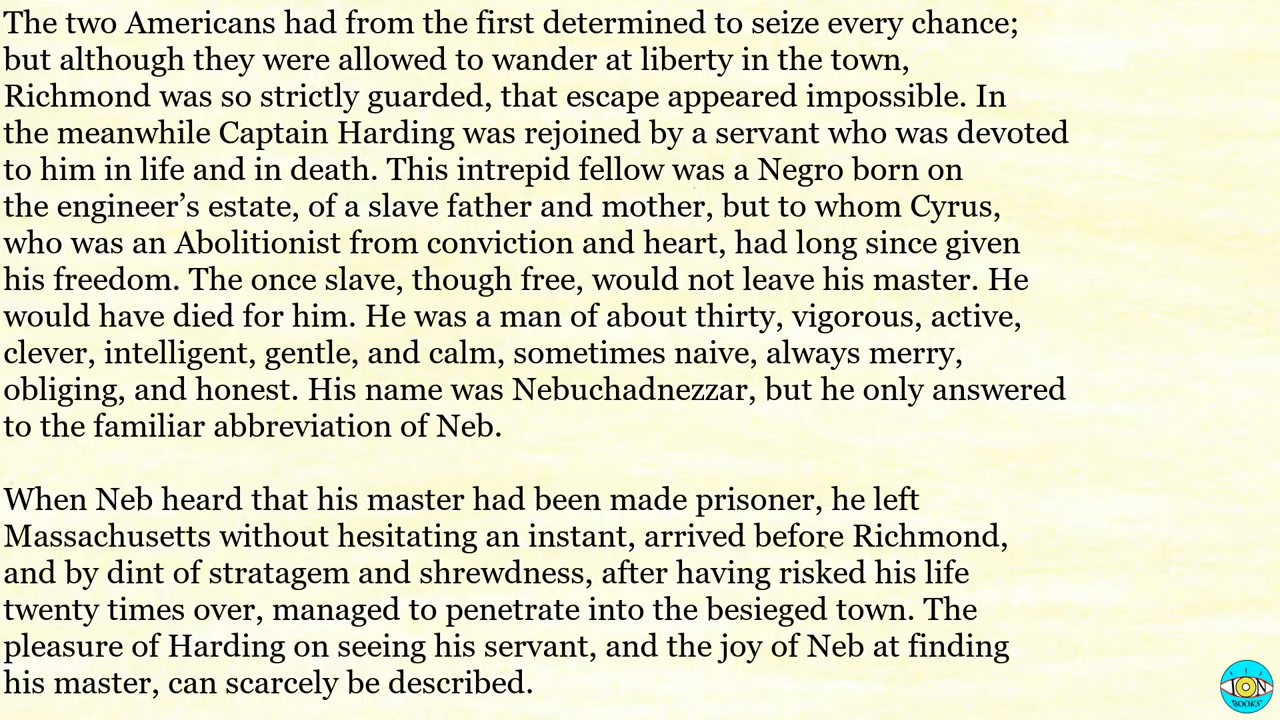 The two Americans had from the first determined to seize every chance;
but although they were allowed to wander at liberty in the town,
Richmond was so strictly guarded, that escape appeared impossible. In
the meanwhile Captain Harding was rejoined by a servant who was devoted
to him in life and in death. This intrepid fellow was a Negro born on
the engineer’s estate, of a slave father and mother, but to whom Cyrus,
who was an Abolitionist from conviction and heart, had long since given
his freedom. The once slave, though free, would not leave his master. He
would have died for him. He was a man of about thirty, vigorous, active,
clever, intelligent, gentle, and calm, sometimes naive, always merry,
obliging, and honest. His name was Nebuchadnezzar, but he only answered
to the familiar abbreviation of Neb.
When Neb heard that his master had been made prisoner, he left
Massachusetts without hesitating an instant, arrived before Richmond,
and by dint of stratagem and shrewdness, after having risked his life
twenty times over, managed to penetrate into the besieged town. The
pleasure of Harding on seeing his servant, and the joy of Neb at finding
his master, can scarcely be described.
ION
BOOKS